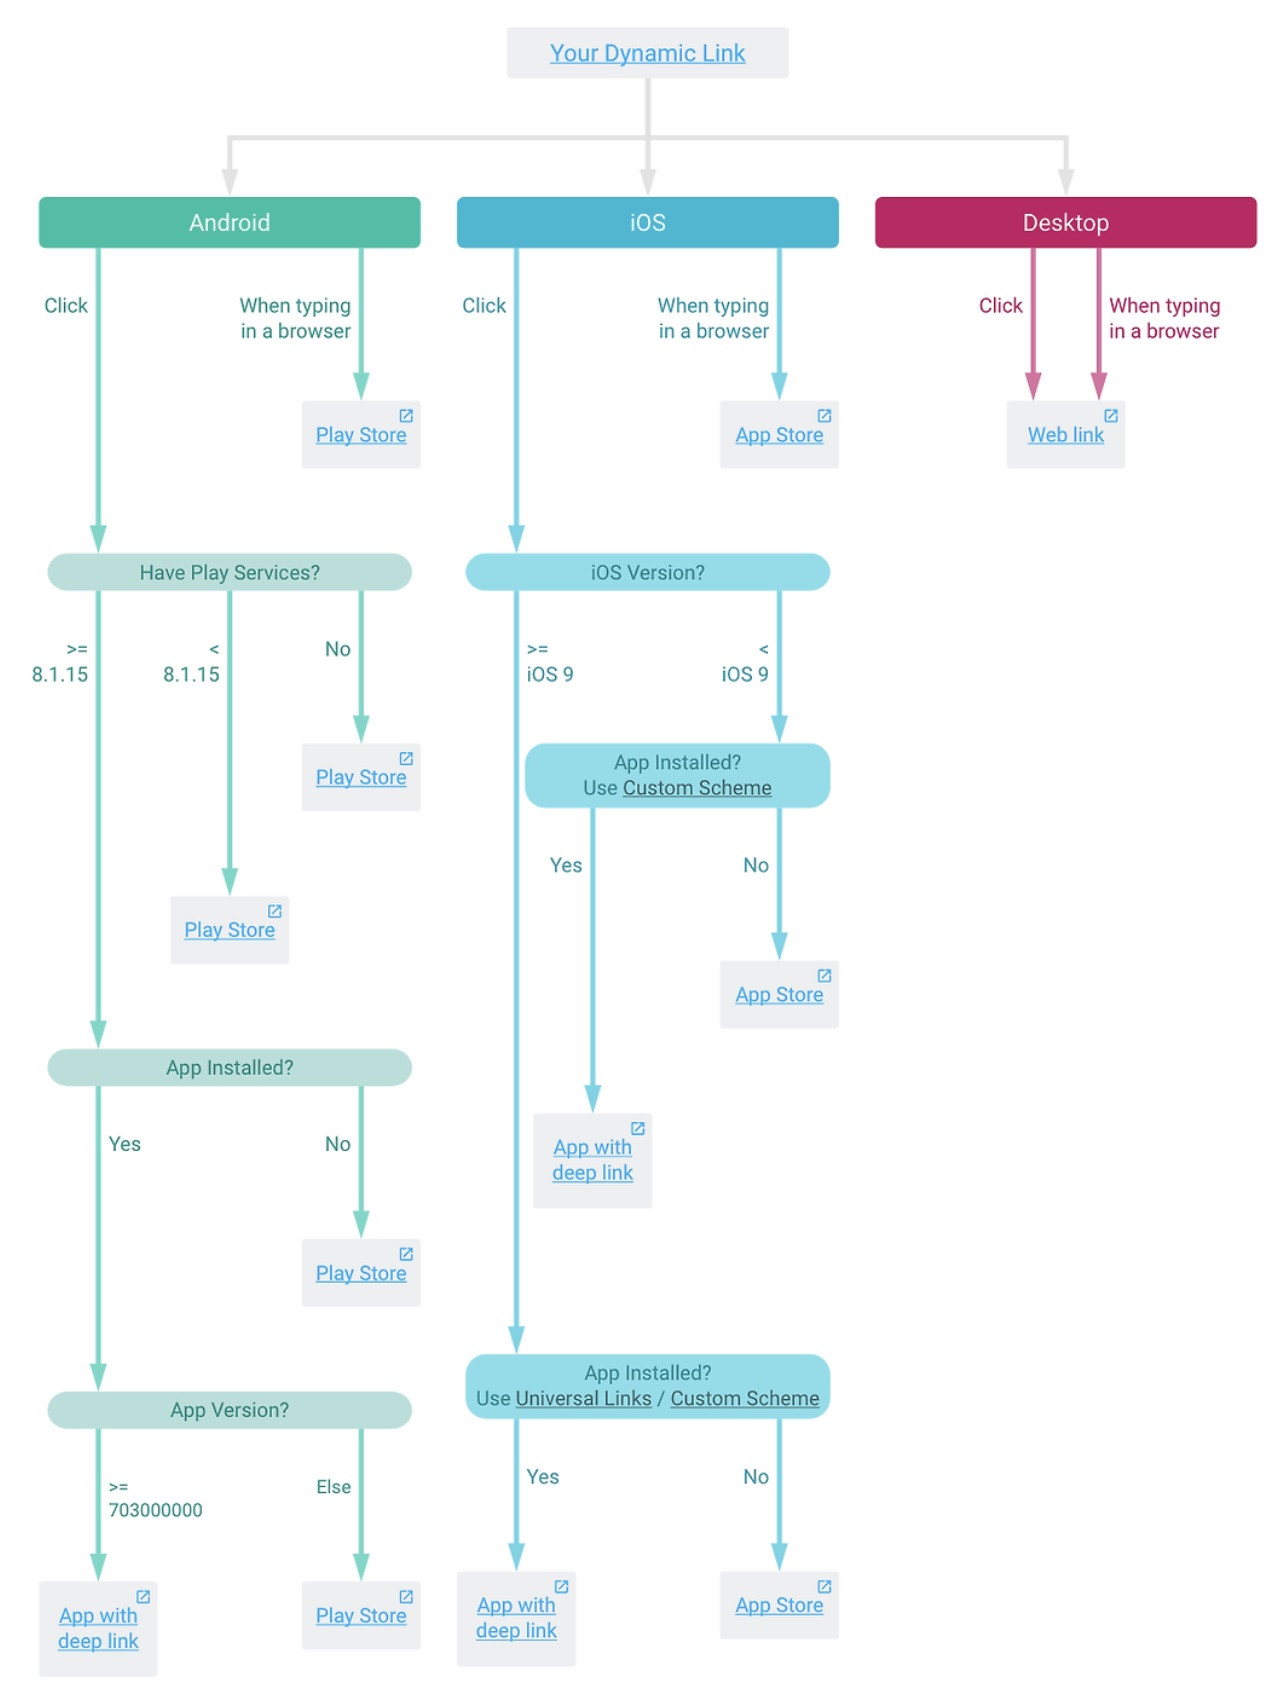 Your Dynamic Link
Android
iOS
Desktop
Click
When typing
in a browser
Click
When typing
in a browser
Click
When typing
in a browser
Play Store
App Store
Web link
Have Play Services?
iOS Version?
>=
8.1.15
<
8.1.15
No
>=
iOS 9
<
iOS 9
Play Store
App Installed?
Use Custom Scheme
Yes
No
Play Store
App Store
App Installed?
Yes
No
App with
deep link
Play Store
App Installed?
Use Universal Links / Custom Scheme
App Version?
>=
703000000
Else
Yes
No
App with
deep link
Play Store
App with
deep link
App Store